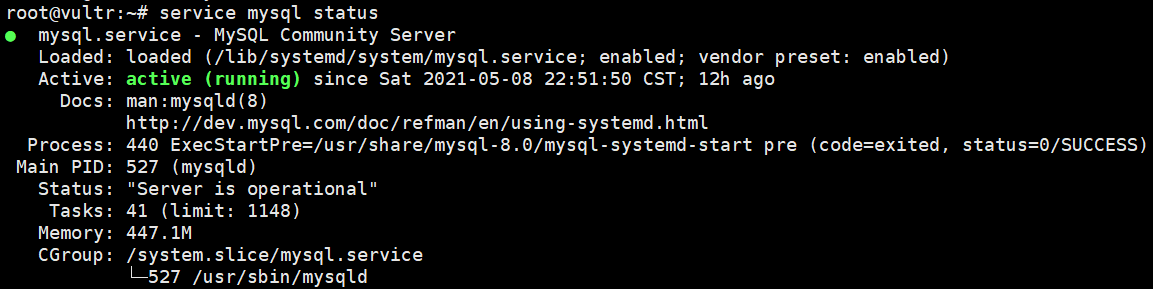 root@vultr:~# service mysql status
● mysql.service - MySQL Community Server
Loaded: loaded (/lib/systemd/system/mysql.service; enabled; vendor preset: enabled)
Active: active (running) since Sat 2021-05-08 22:51:50 CST; 12h ago
Docs: man:mysqld(8)
http://dev.mysql.com/doc/refman/en/using-systemd.html
Process: 440 ExecStartPre=/usr/share/mysql-8.0/mysql-systemd-start pre (code=exited, status=0/SUCCESS)
Main PID: 527 (mysqld)
Status: "Server is operational"
Tasks: 41 (limit: 1148)
Memory: 447.1M
CGroup: /system.slice/mysql.service
└─527 /usr/sbin/mysqld